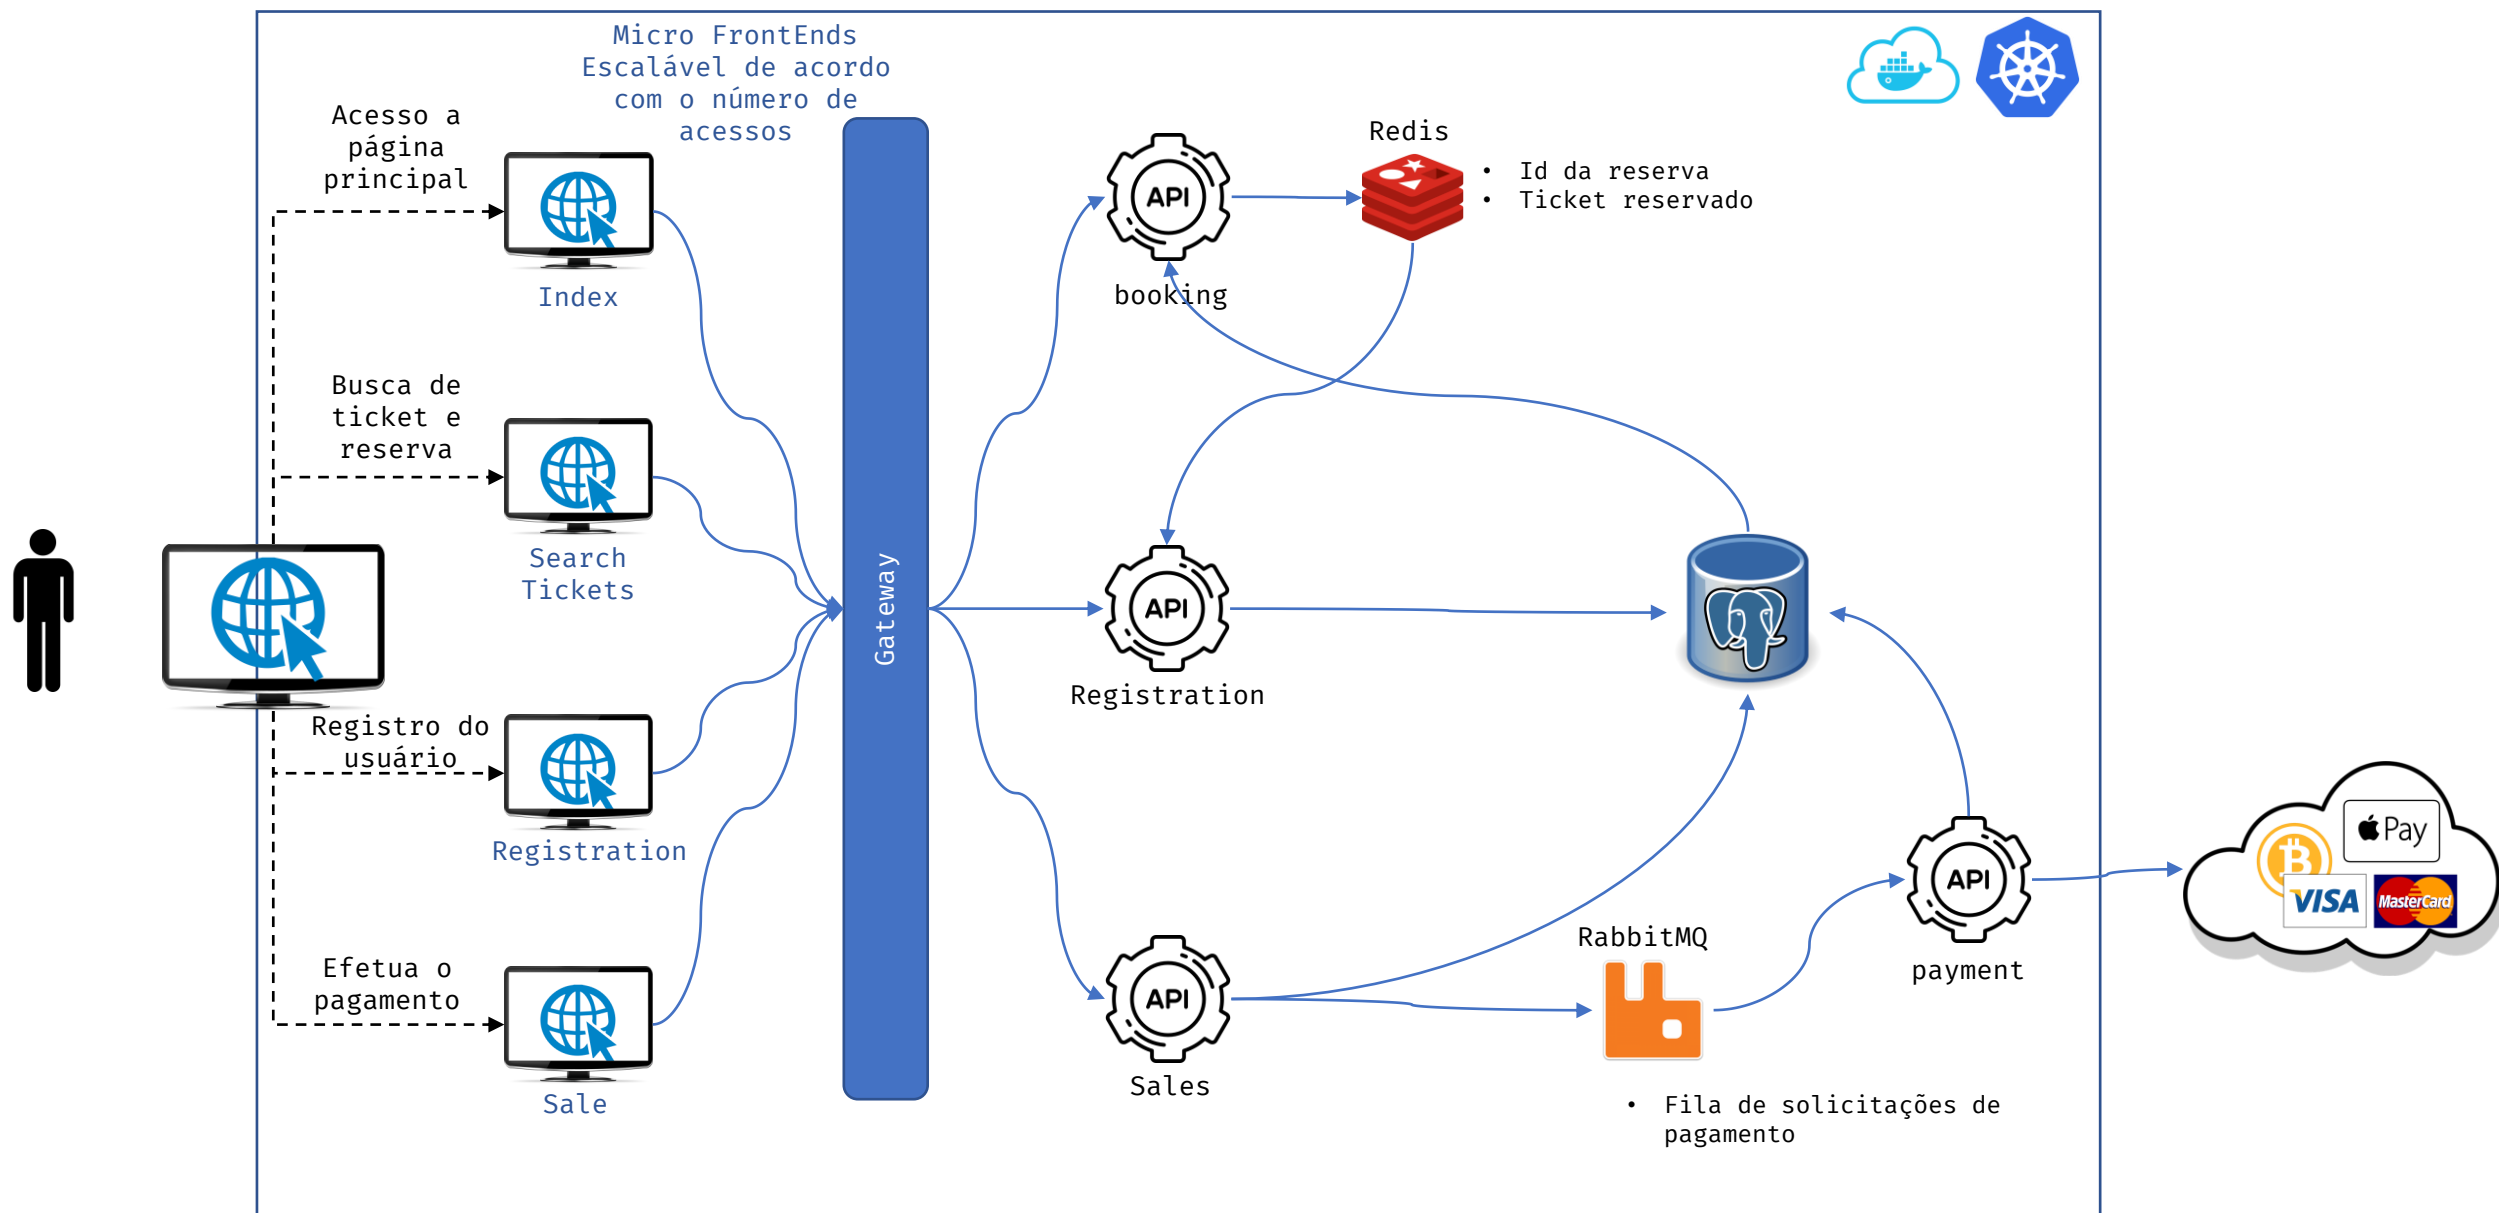 Micro FrontEnds
Escalável de acordo
com o número de
acessos
Acesso a
página
principal
Index
Busca de
ticket e
reserva
Search
Tickets
Registro do
usuário
Registration
Efetua o
pagamento
Sale
Gateway
API
booking
Redis
• Id da reserva
• Ticket reservado
API
Registration
API
Sales
RabbitMQ
• Fila de solicitações de
pagamento
API
payment
Pay
VISA
MasterCard